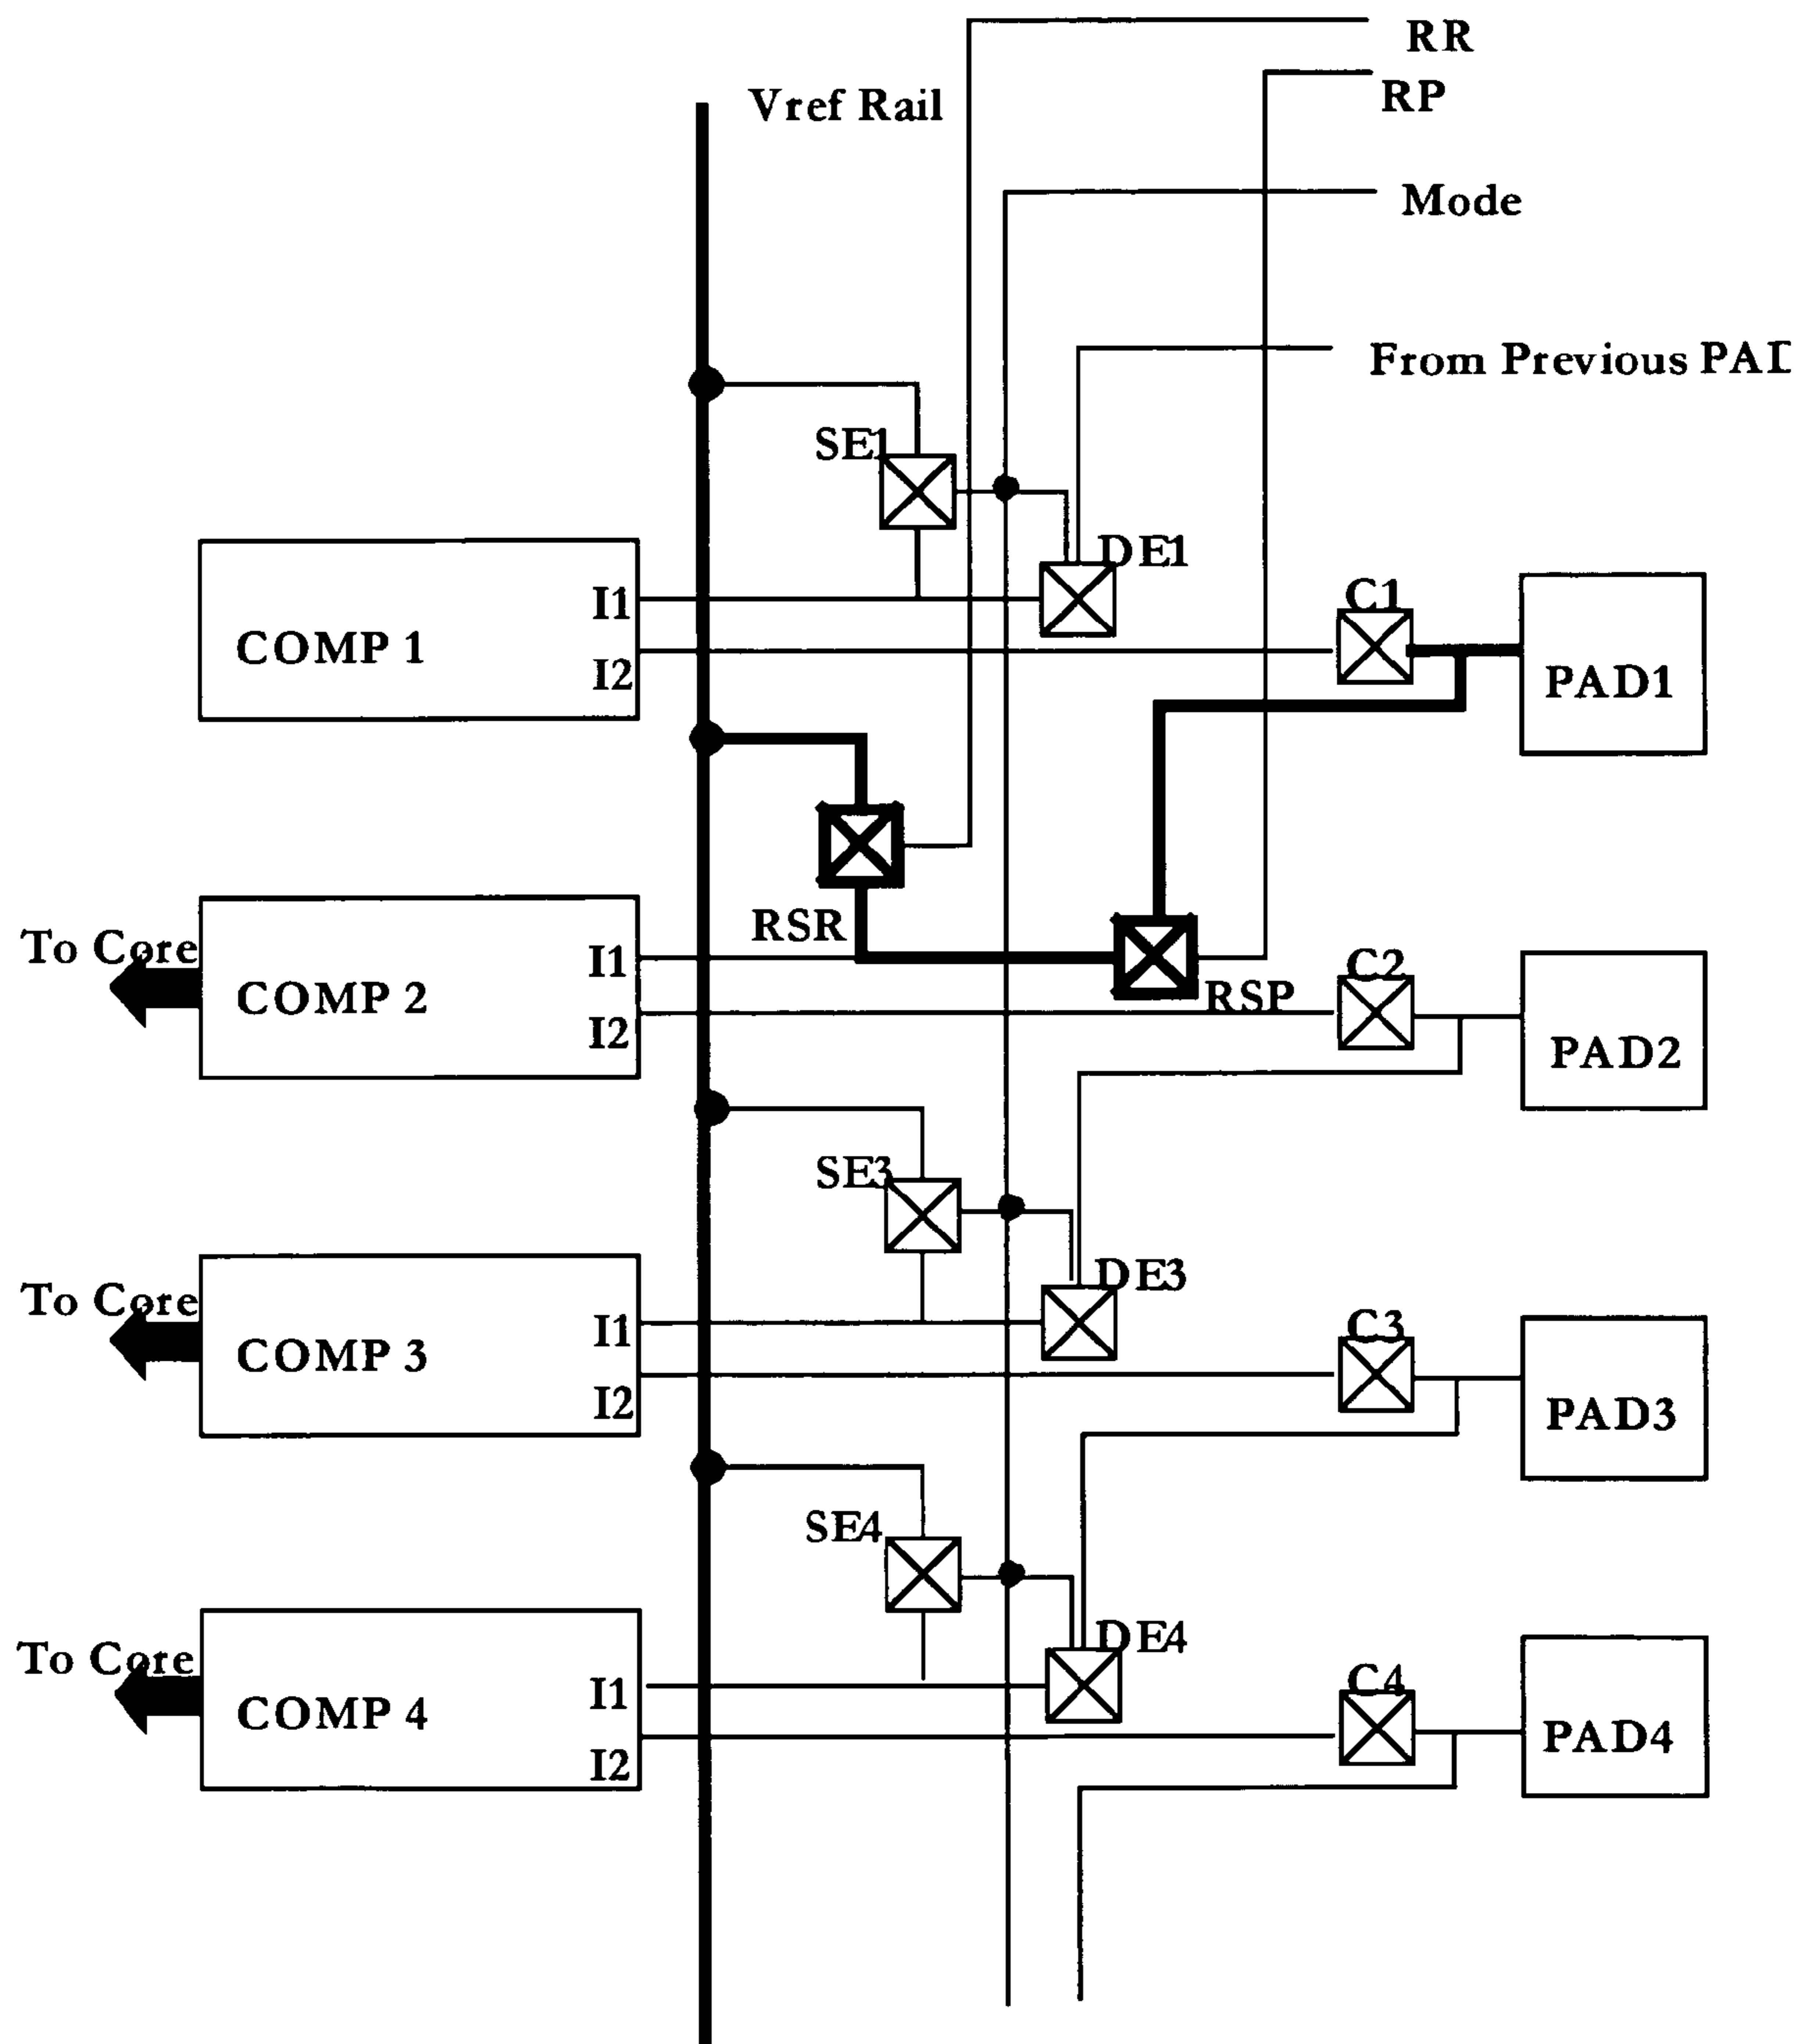 RR
Vref Rail
RP
Mode
From Previous PAD
SE1
DE1
C1
I1
COMP 1
I2
PAD1
RSR
To Core
I1
C2
COMP 2
RSP
I2
PAD2
SE3
DE3
To Core
I1
C3
COMP 3
I2
PAD3
SE4
DE4
To Core
I1
C4
COMP 4
PAD4
I2